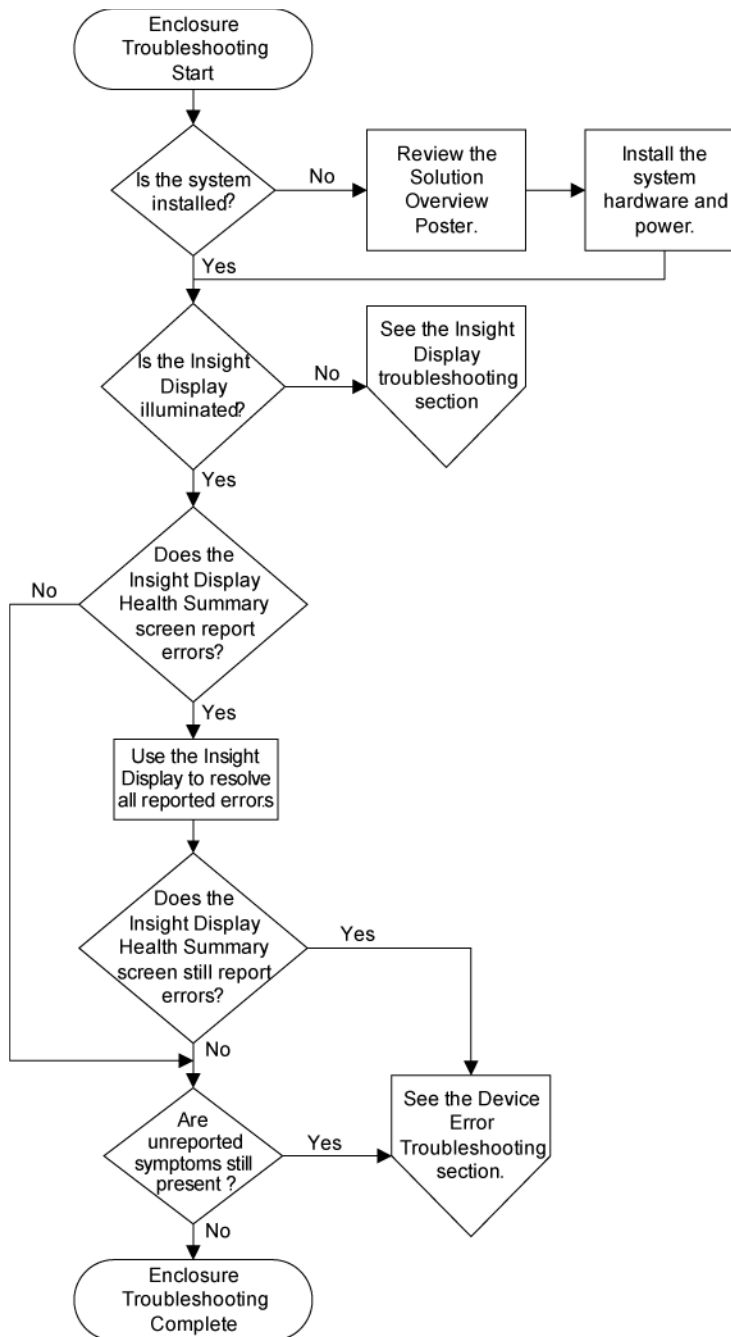 Enclosure
Troubleshooting
Start
Is the system
installed?
No
Review the
Solution
Overview
Poster.
Install the
system
hardware and
power.
Yes
Is the Insight
Display
illuminated?
No
See the Insight
Display
troubleshooting
section
Yes
Does the
Insight Display
Health Summary
screen report
errors?
No
Yes
Use the Insight
Display to resolve
all reported errors
Does the
Insight Display
Health Summary
screen still report
errors?
Yes
No
Are
unreported
symptoms still
present ?
Yes
See the Device
Error
Troubleshooting
section.
No
Enclosure
Troubleshooting
Complete